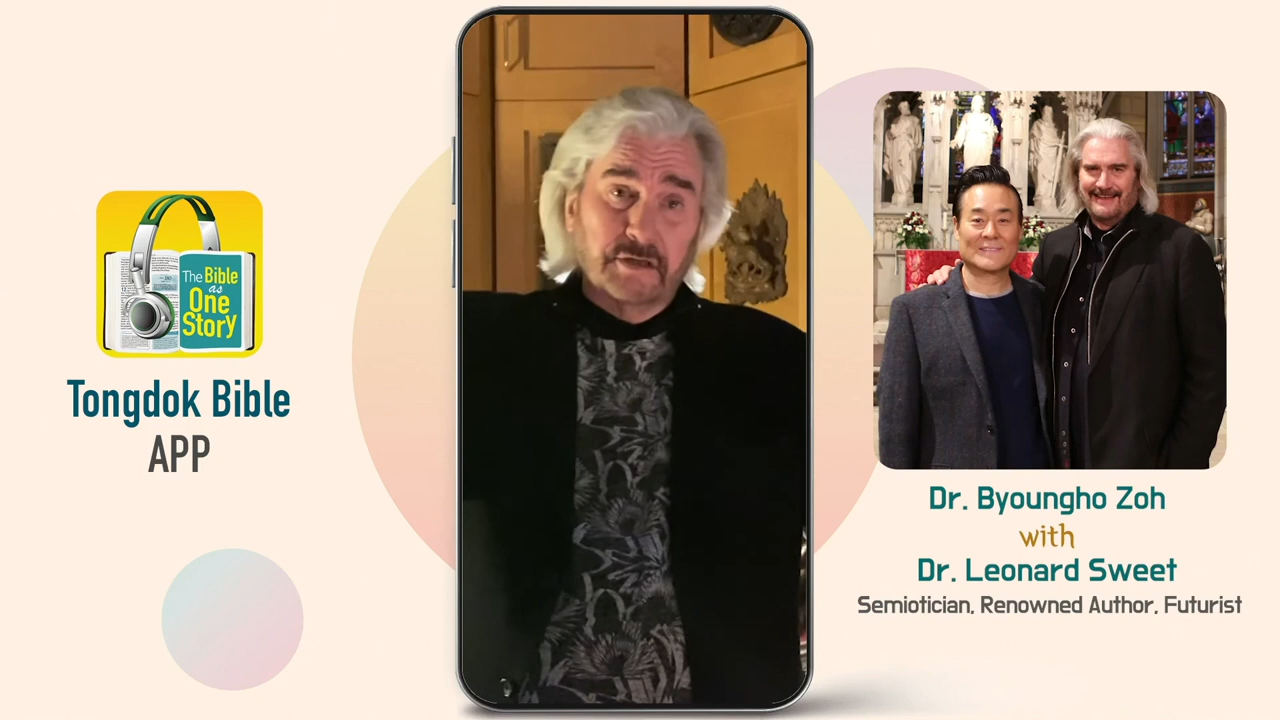 The Bible
as
One
Story
Tongdok Bible
APP
Dr. Byoungho Zoh
with
Dr. Leonard Sweet
Semiotician, Renowned Author, Futurist